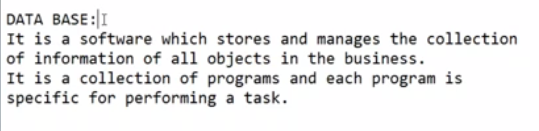 DATA BASE:
It is a software which stores and manages the collection
of information of all objects in the business.
It is a collection of programs and each program is
specific for performing a task.